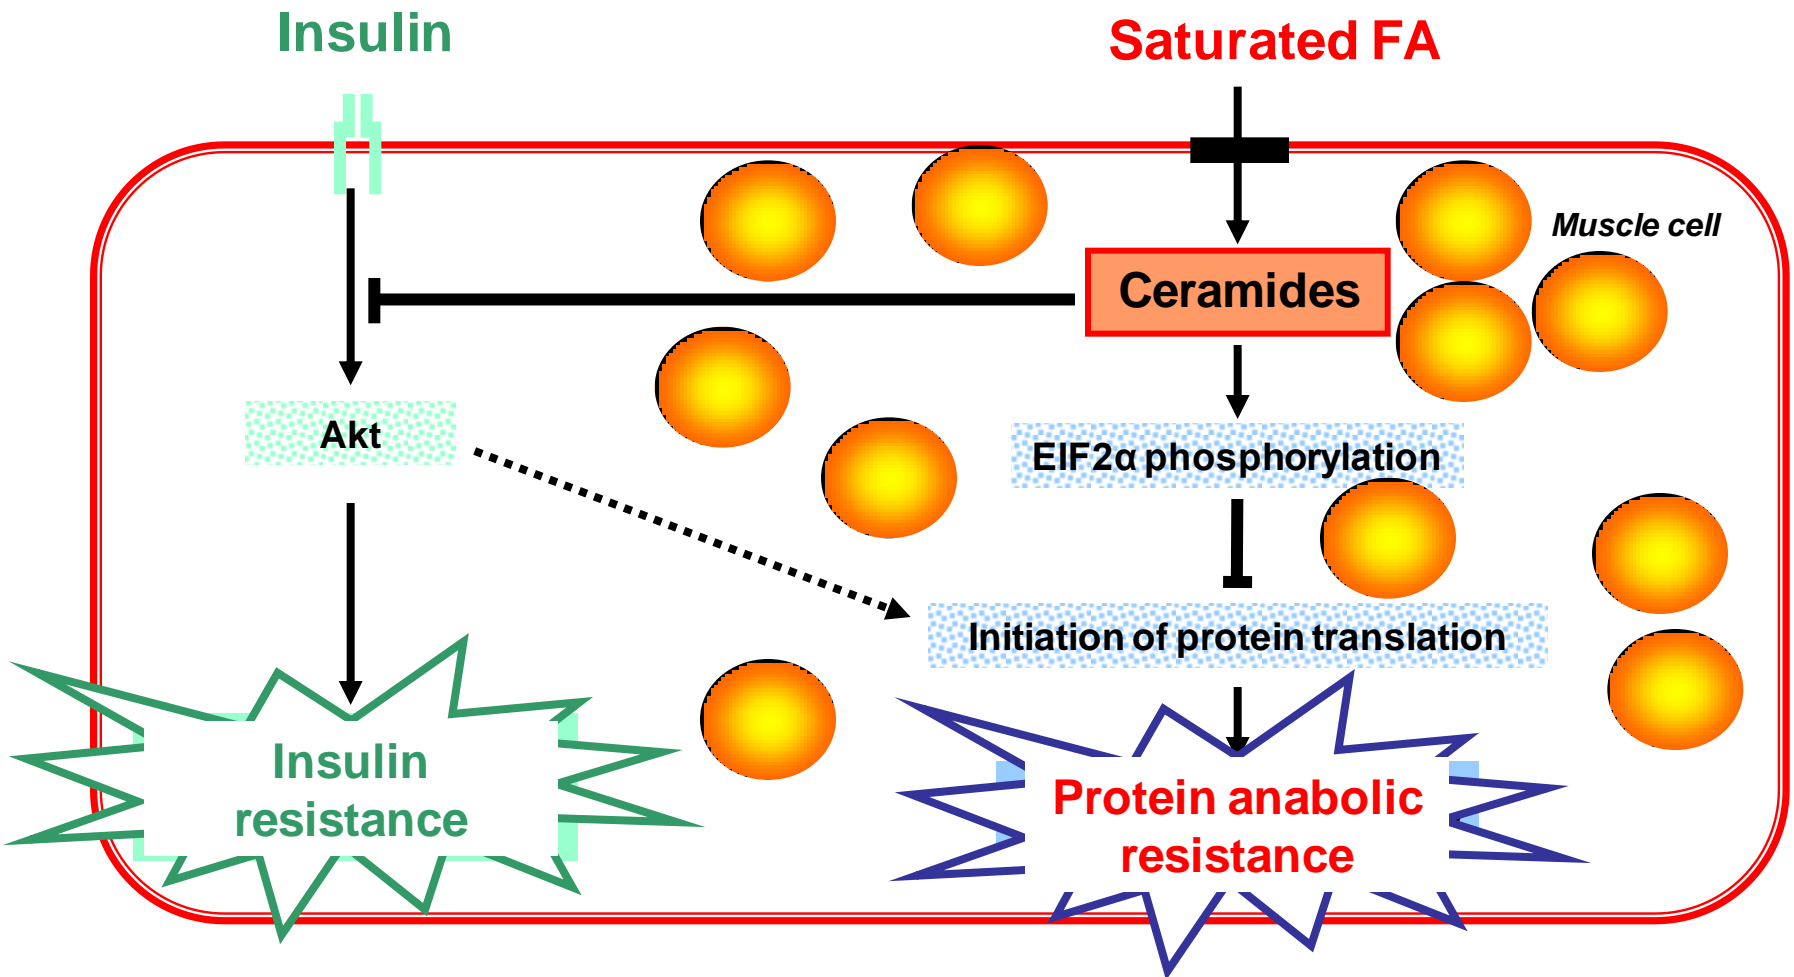 Insulin
Saturated FA
Muscle cell
Ceramides
Akt
EIF2α phosphorylation
Initiation of protein translation
Insulin
resistance
Protein anabolic
resistance